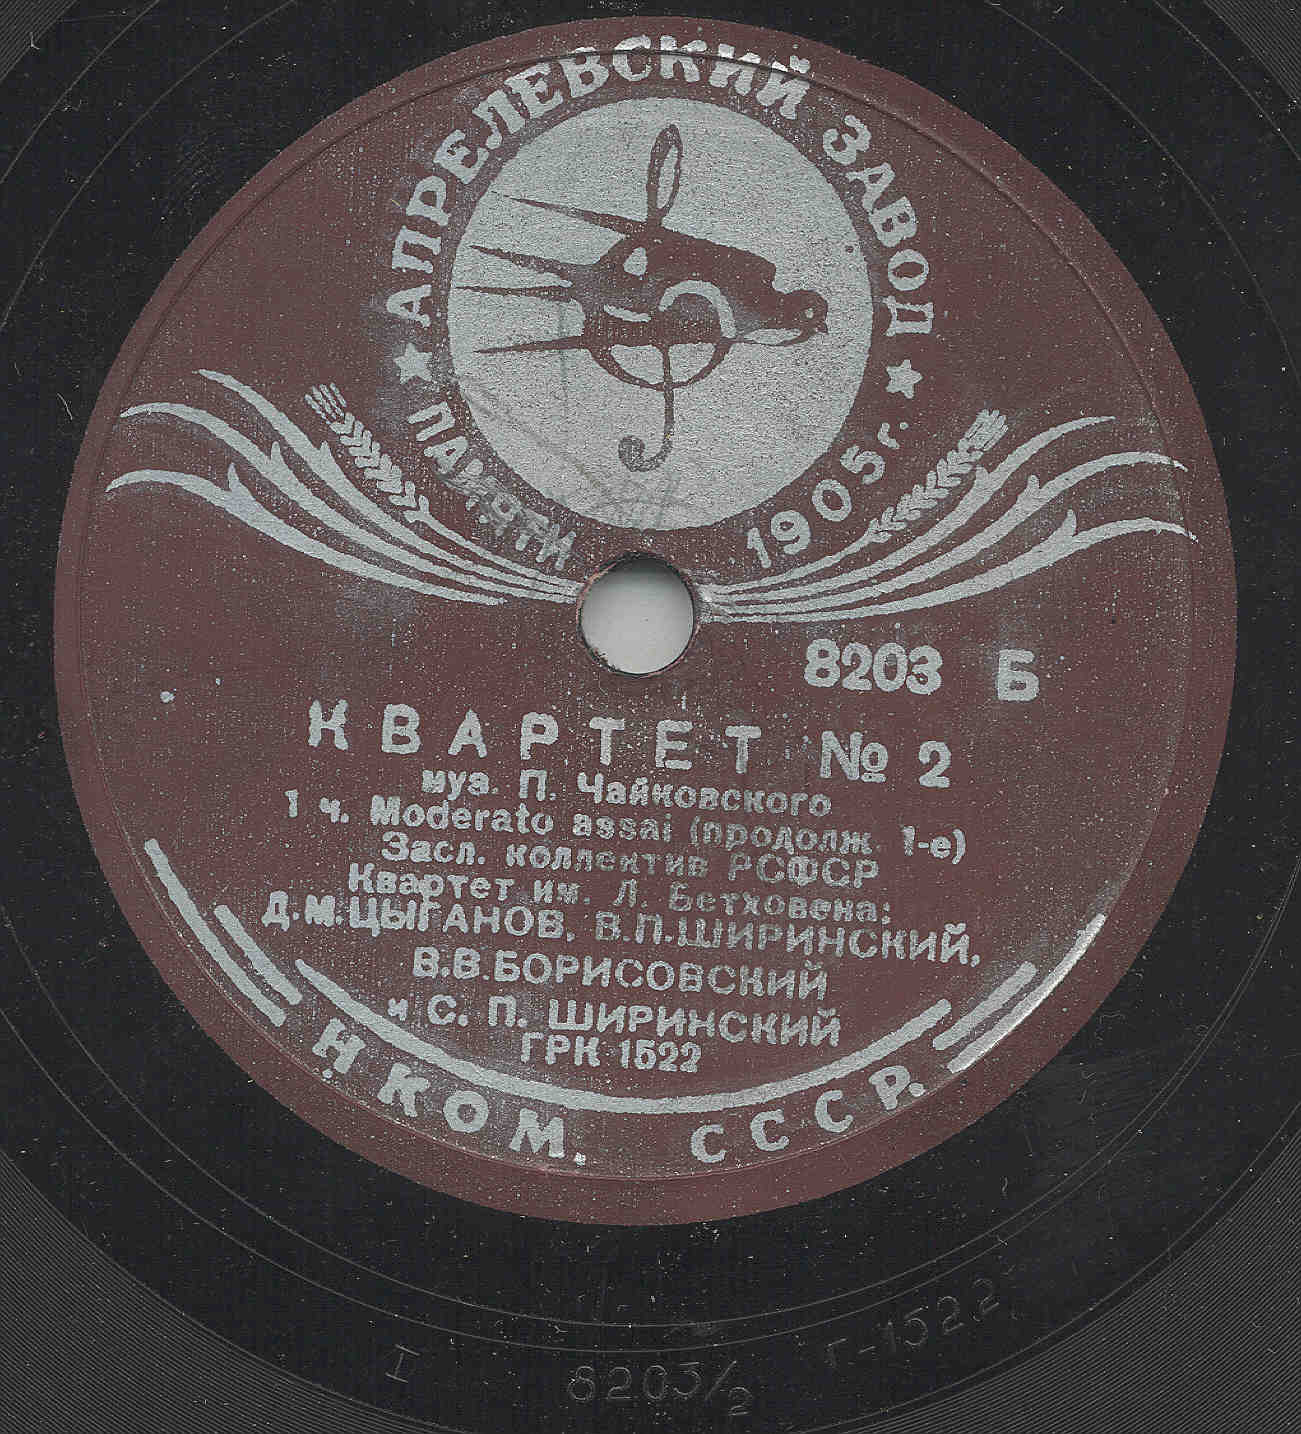 АПРЕЛЕВСКИЙ ЗАВОД
ПАМЯТИ 1905 г.
8203 Б
КВАРТЕТ № 2
муз. П. Чайковского
1 ч. Moderato assai (продолж. 1-е)
Засл. коллектив РСФСР
Квартет им. Л. Бетховена:
Д.М.ЦЫГАНОВ, В.П.ШИРИНСКИЙ,
В.В.БОРИСОВСКИЙ
и С. П. ШИРИНСКИЙ
ГРК 1522
НКОМ. СССР.
I 8203/2 Г-1522